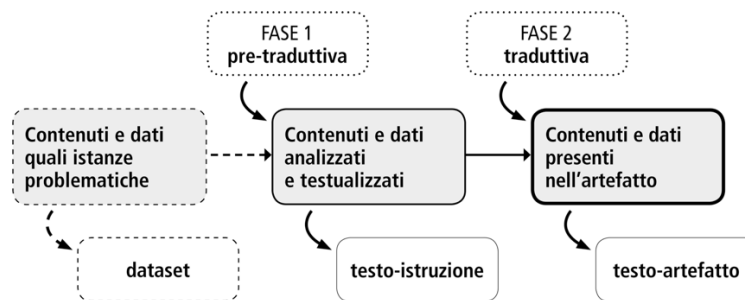 FASE 1
pre-traduttiva
FASE 2
traduttiva
Contenuti e dati
quali istanze
problematiche
Contenuti e dati
analizzati
e testualizzati
Contenuti e dati
presenti
nell’artefatto
dataset
testo-istruzione
testo-artefatto